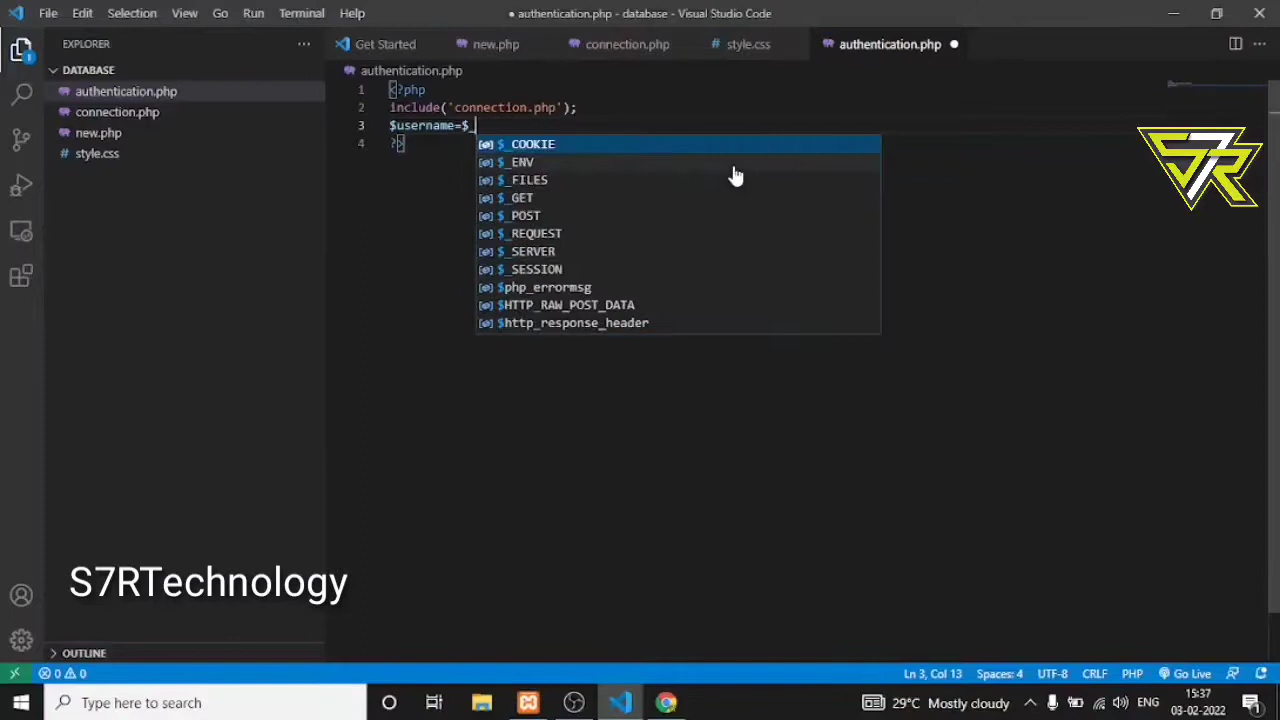 File Edit Selection View Go Run Terminal Help
● authentication.php - database - Visual Studio Code
EXPLORER
DATABASE
authentication.php
connection.php
new.php
style.css
OUTLINE
Get Started new.php connection.php # style.css authentication.php ●
authentication.php
1 <?php
2 include('connection.php');
3 $username=$_
4 ?>
$_COOKIE
$_ENV
$_FILES
$_GET
$_POST
$_REQUEST
$_SERVER
$_SESSION
$php_errormsg
$HTTP_RAW_POST_DATA
$http_response_header
S7R
S7RTechnology
0 0 Ln 3, Col 13 Spaces: 4 UTF-8 CRLF PHP Go Live
Type here to search
29°C Mostly cloudy ENG
15:37
03-02-2022
1